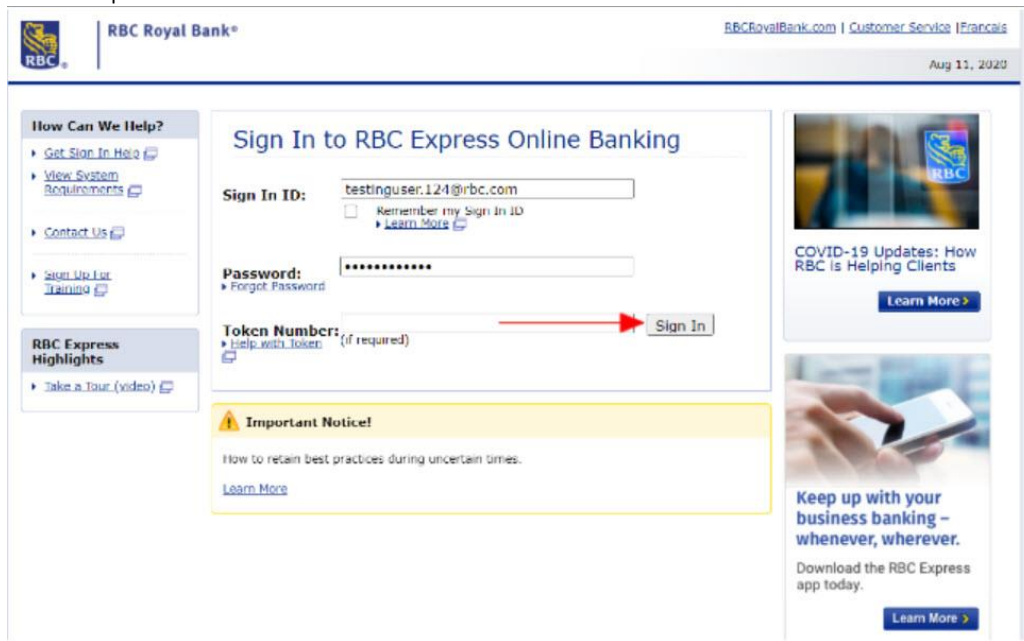 RBC Royal Bank®
RBC®
RBCRoyalBank.com | Customer Service |Francais
Aug 11, 2020
How Can We Help?
Get Sign In Help
View System
Requirements
Contact Us
Sign Up For
Training
RBC Express
Highlights
Take a Tour (video)
Sign In to RBC Express Online Banking
Sign In ID:
testinguser.124@rbc.com
Remember my Sign In ID
Learn More
Password:
••••••••••••
Forgot Password
Token Number:
Help with Token
(if required)
Sign In
Important Notice!
How to retain best practices during uncertain times.
Learn More
RBC
COVID-19 Updates: How
RBC is Helping Clients
Learn More >
Keep up with your
business banking –
whenever, wherever.
Download the RBC Express
app today.
Learn More >